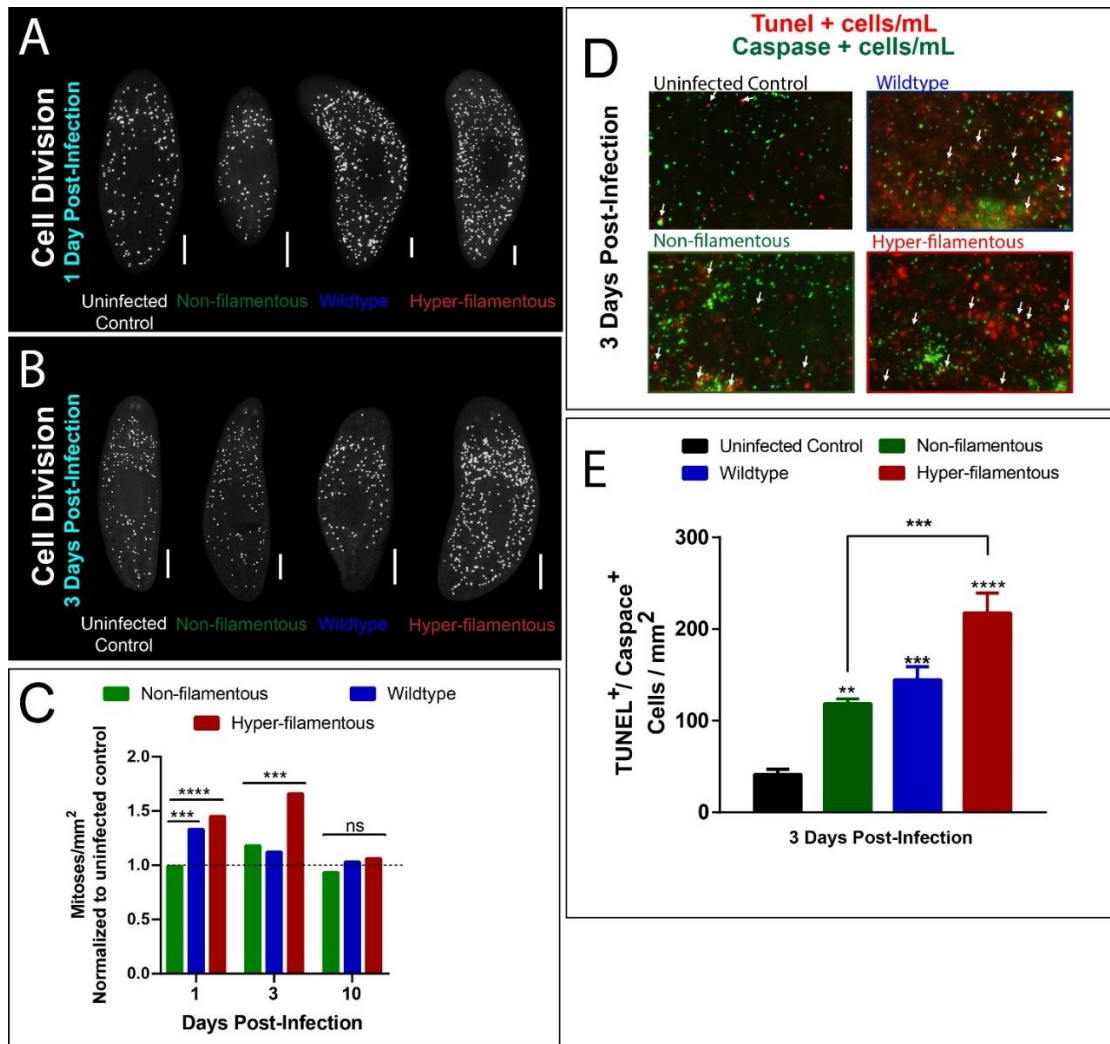 A
Cell Division
1 Day Post-Infection
Uninfected Control
Non-filamentous
Wildtype
Hyper-filamentous
B
Cell Division
3 Days Post-Infection
Uninfected Control
Non-filamentous
Wildtype
Hyper-filamentous
C
Non-filamentous
Wildtype
Hyper-filamentous
Mitoses/mm2
Normalized to uninfected control
2.0
1.5
1.0
0.5
0.0
****
***
***
ns
1
3
10
Days Post-Infection
D
Tunel + cells/mL
Caspase + cells/mL
3 Days Post-Infection
Uninfected Control
Wildtype
Non-filamentous
Hyper-filamentous
E
Uninfected Control
Non-filamentous
Wildtype
Hyper-filamentous
TUNEL+/ Caspace+
Cells / mm2
300
200
100
0
***
**
***
****
3 Days Post-Infection